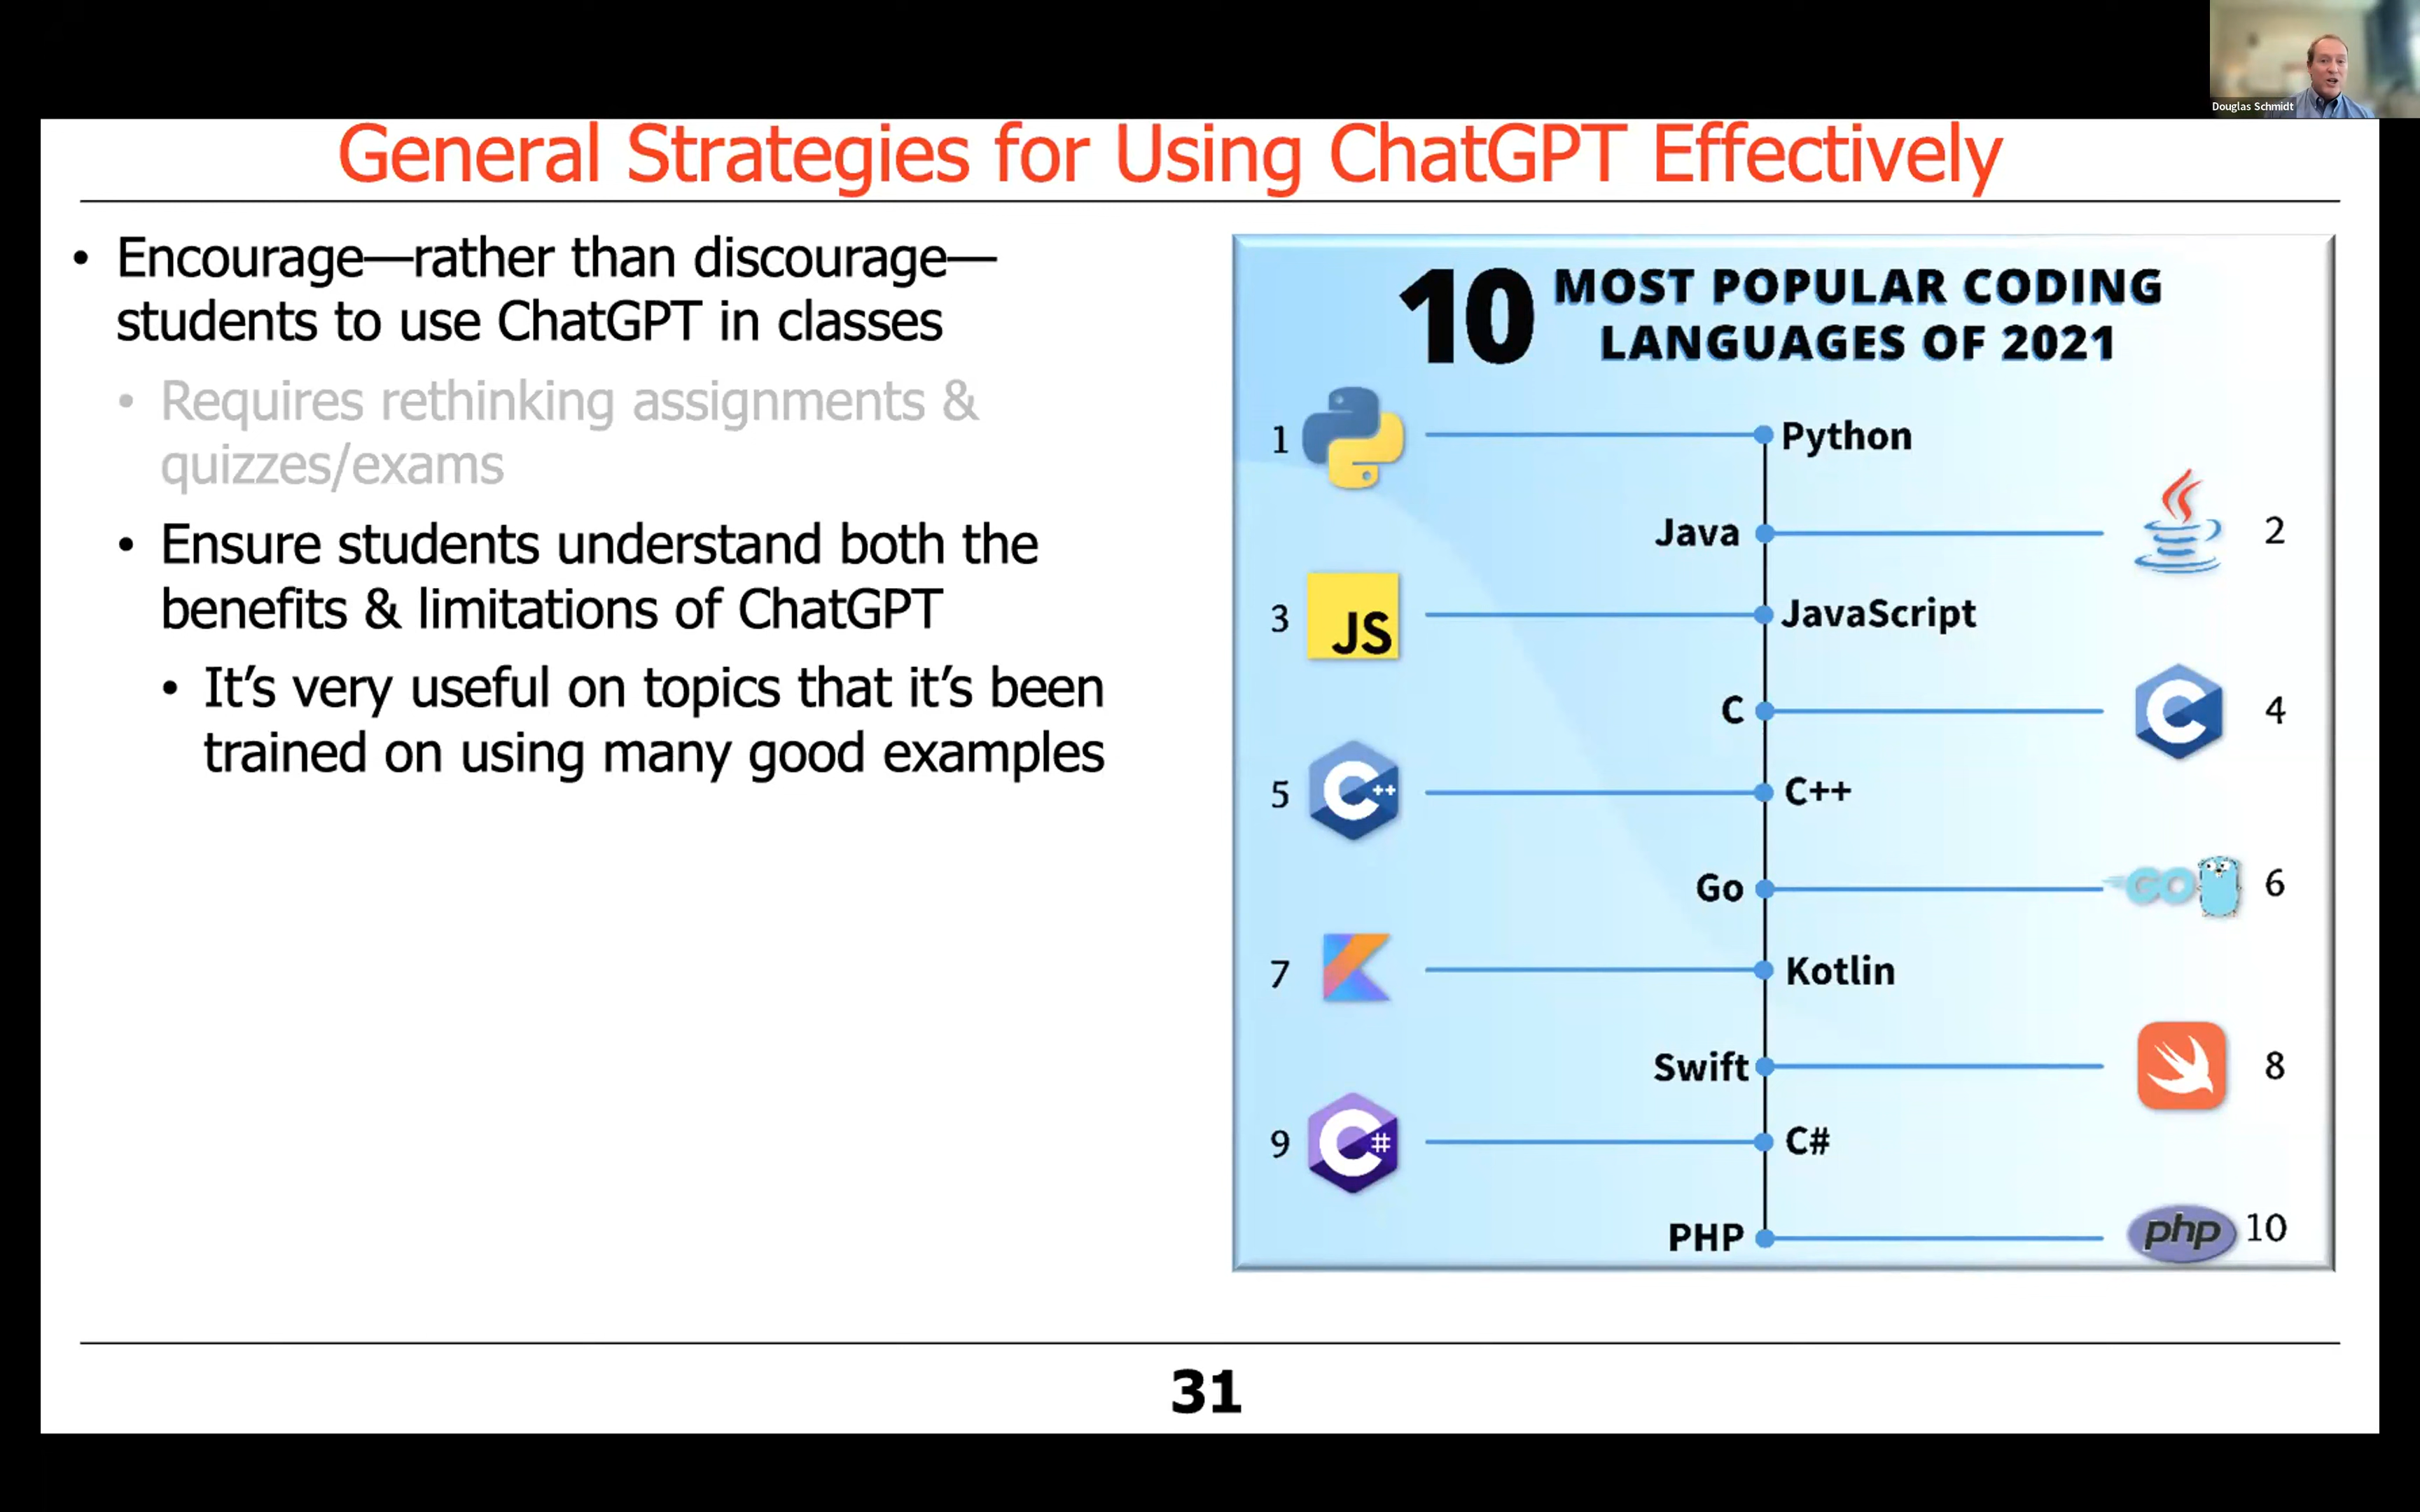 Douglas Schmidt
General Strategies for Using ChatGPT Effectively
• Encourage—rather than discourage—
students to use ChatGPT in classes
• Requires rethinking assignments &
quizzes/exams
• Ensure students understand both the
benefits & limitations of ChatGPT
• It’s very useful on topics that it’s been
trained on using many good examples
10 MOST POPULAR CODING
LANGUAGES OF 2021
1 Python
Java 2
3 JS JavaScript
C C 4
5 C++ C++
Go GO 6
7 Kotlin
Swift 8
9 C# C#
PHP php 10
31